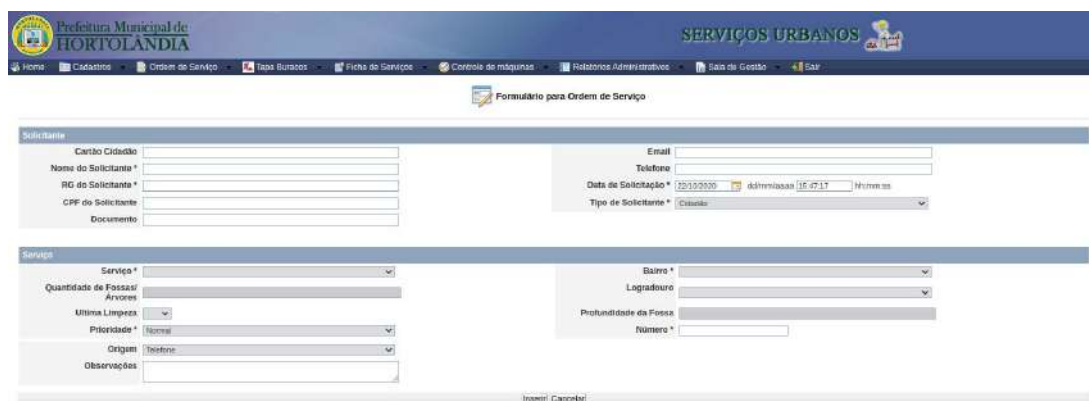 Prefeitura Municipal de
HORTOLÂNDIA
SERVIÇOS URBANOS
Home Cadastros Ordem de Serviço Tapa Buracos Ficha de Serviços Controle de máquinas Relatórios Administrativos Sala de Gestão Sair
Formulário para Ordem de Serviço
Solicitante
Cartão Cidadão Email
Nome do Solicitante * Telefone
RG do Solicitante * Data de Solicitação * 22/10/2020 dd/mm/aaaa 15:47:17 hh:mm:ss
CPF do Solicitante Tipo de Solicitante * Cidadão
Documento
Serviço
Serviço * Bairro *
Quantidade de Fossas/ Logradouro
Árvores
Ultima Limpeza Profundidade da Fossa
Prioridade * Normal Número *
Origem Telefone
Observações
Inserir Cancelar